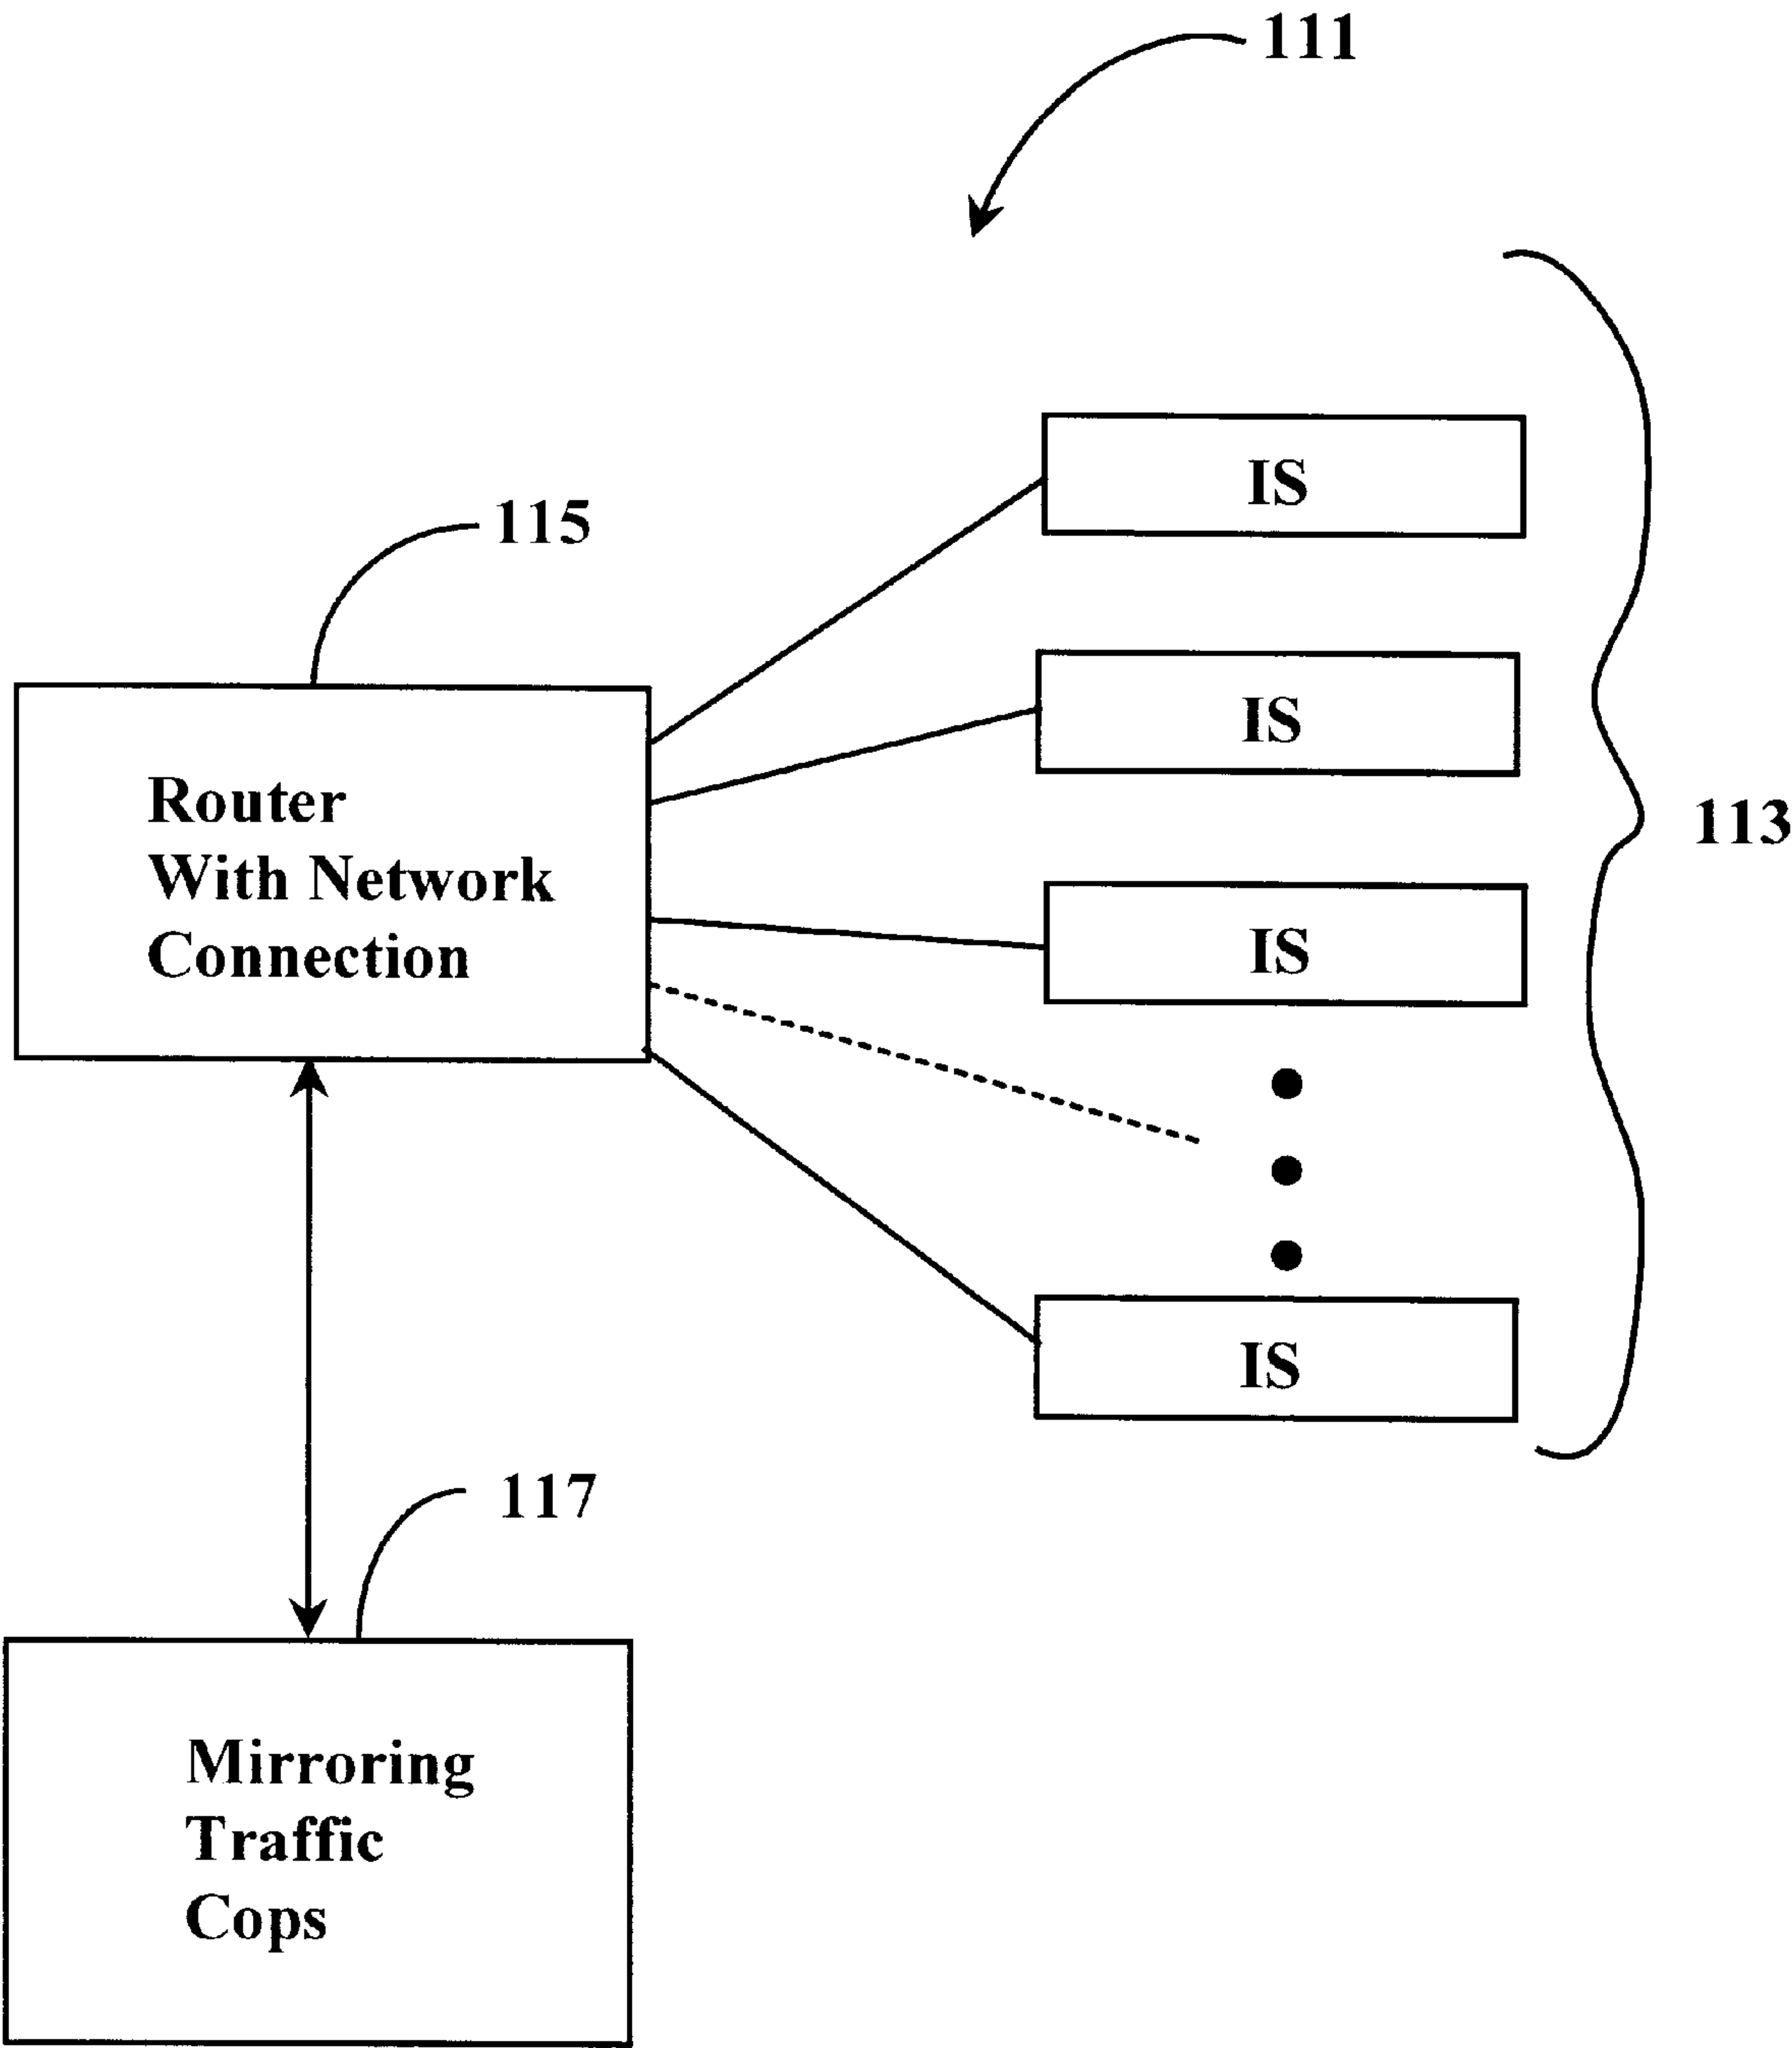 111
IS
115
IS
Router
With Network
Connection
113
IS
IS
117
Mirroring
Traffic
Cops